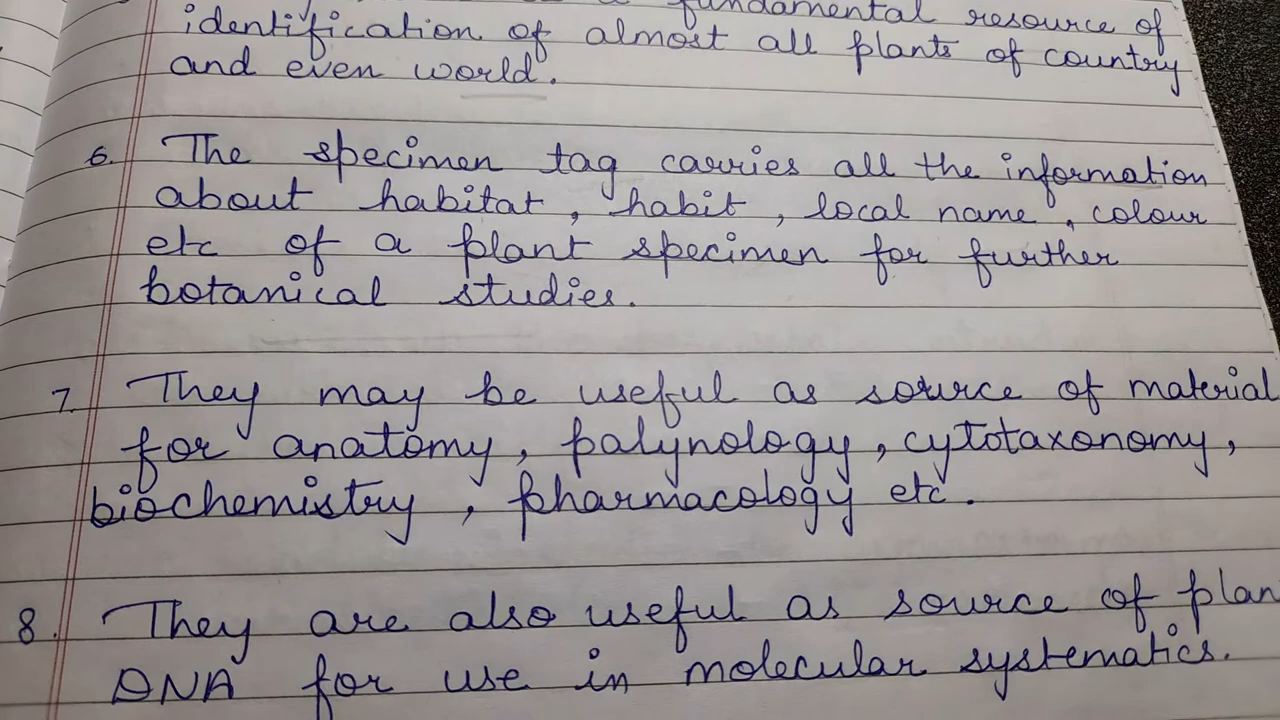 fundamental resource of
identification of almost all plants of country
and even world.
6. The specimen tag carries all the information
about habitat, habit, local name, colour
etc of a plant specimen for further
botanical studies.
7. They may be useful as source of material
for anatomy, palynology, cytotaxonomy,
biochemistry, pharmacology etc.
8. They are also useful as source of plan
DNA for use in molecular systematics.